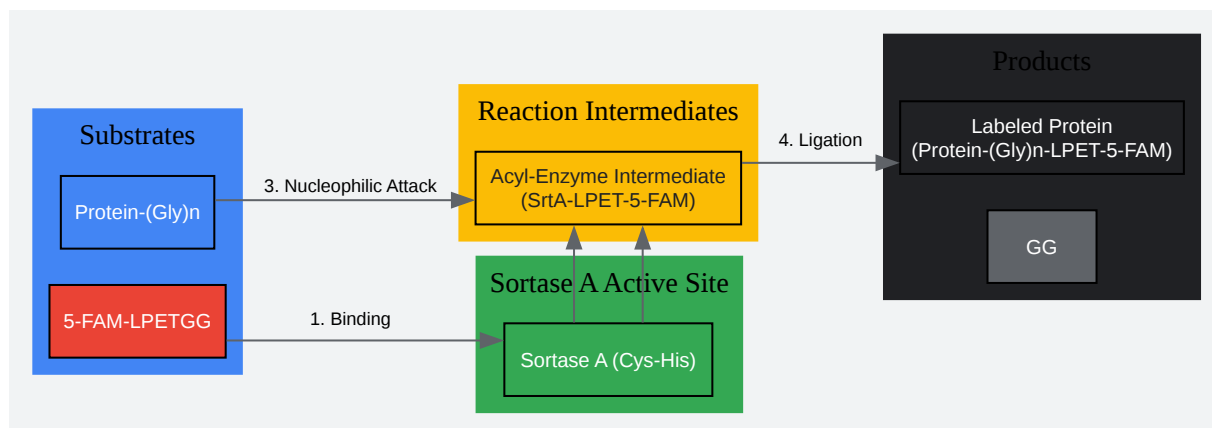 Products
Labeled Protein
(Protein-(Gly)n-LPET-5-FAM)
GG
Reaction Intermediates
Acyl-Enzyme Intermediate
(SrtA-LPET-5-FAM)
4. Ligation
Substrates
Protein-(Gly)n
3. Nucleophilic Attack
5-FAM-LPETGG
1. Binding
Sortase A Active Site
Sortase A (Cys-His)